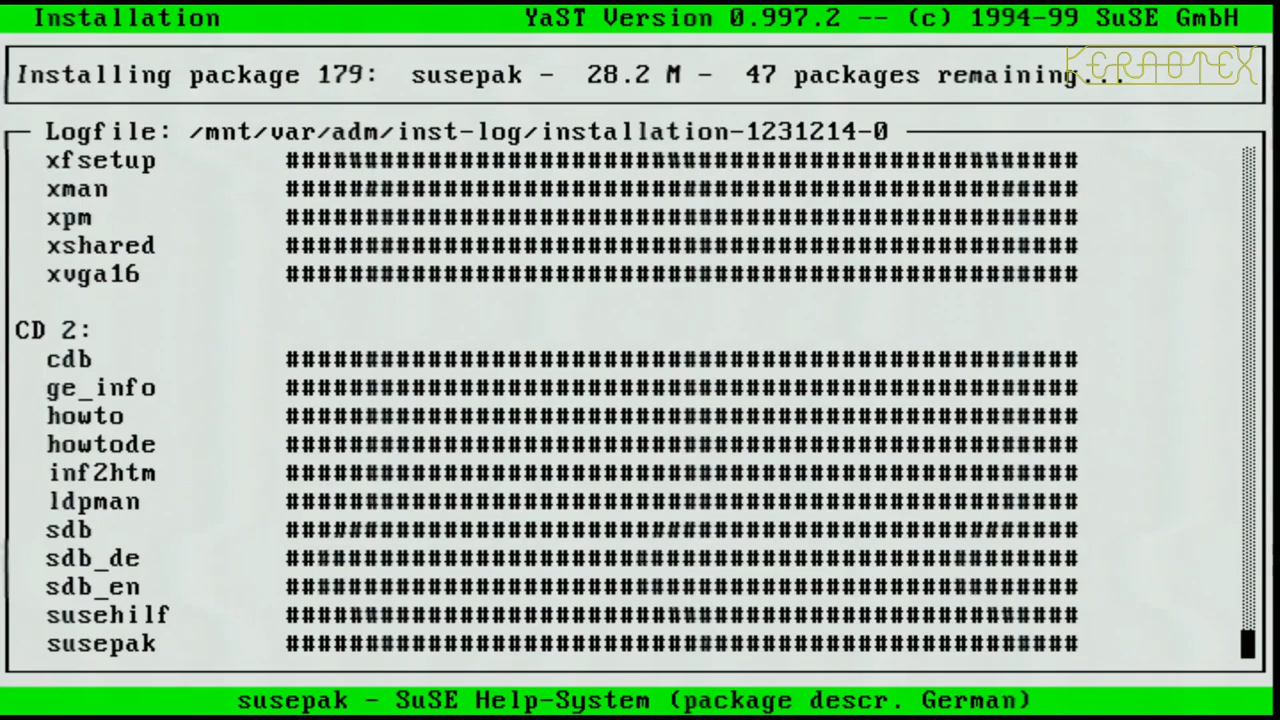 Installation YaST Version 0.997.2 -- (c) 1994-99 SuSE GmbH
Installing package 179: susepak - 28.2 M - 47 packages remaining...
Logfile: /mnt/var/adm/inst-log/installation-1231214-0
xfsetup ##################################################
xman ##################################################
xpm ##################################################
xshared ##################################################
xvga16 ##################################################
CD 2:
cdb ##################################################
ge_info ##################################################
howto ##################################################
howtode ##################################################
inf2htm ##################################################
ldpman ##################################################
sdb ##################################################
sdb_de ##################################################
sdb_en ##################################################
susehilf ##################################################
susepak ##################################################
susepak - SuSE Help-System (package descr. German)